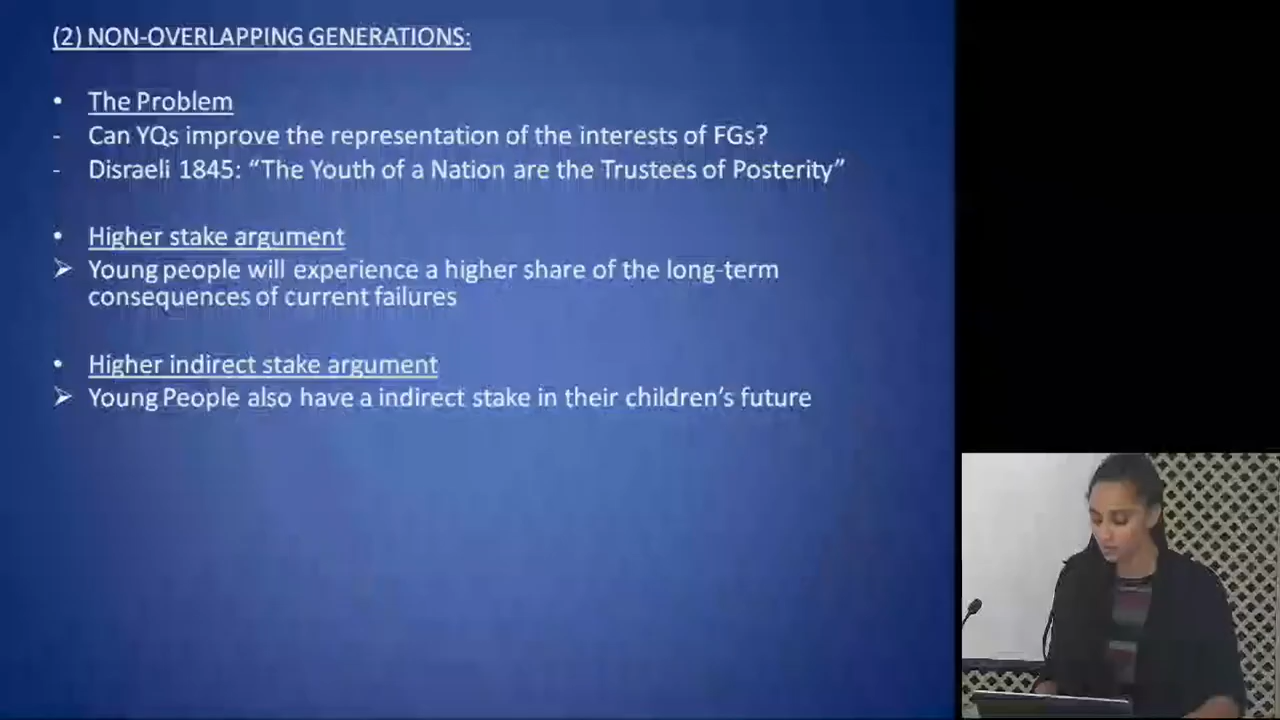 (2) NON-OVERLAPPING GENERATIONS:
• The Problem
- Can YQs improve the representation of the interests of FGs?
- Disraeli 1845: “The Youth of a Nation are the Trustees of Posterity”
• Higher stake argument
➢ Young people will experience a higher share of the long-term
consequences of current failures
• Higher indirect stake argument
➢ Young People also have a indirect stake in their children’s future